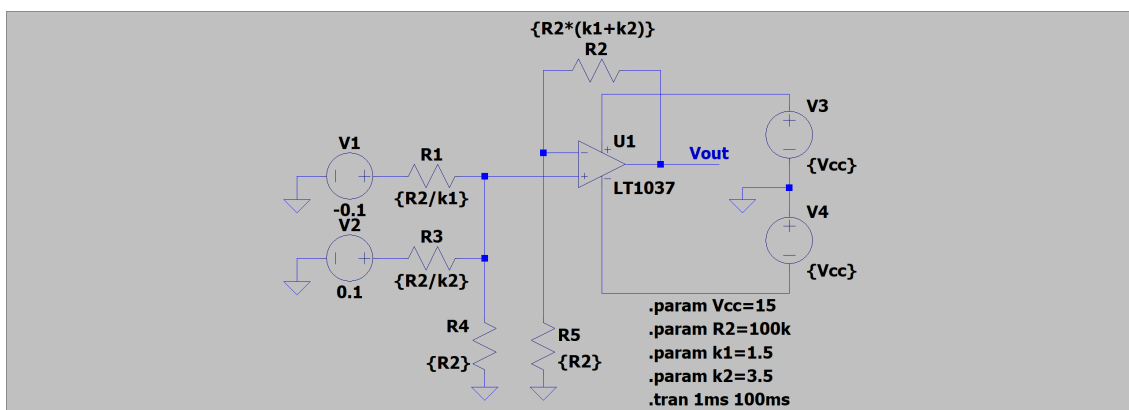 {R2*(k1+k2)}
R2
V3
+
U1
V1
R1
Vout
+
−
−
+
−
−
+
{Vcc}
{R2/k1}
LT1037
-0.1
V2
R3
V4
+
−
+
−
{R2/k2}
{Vcc}
0.1
.param Vcc=15
R4
R5
.param R2=100k
{R2}
{R2}
.param k1=1.5
.param k2=3.5
.tran 1ms 100ms